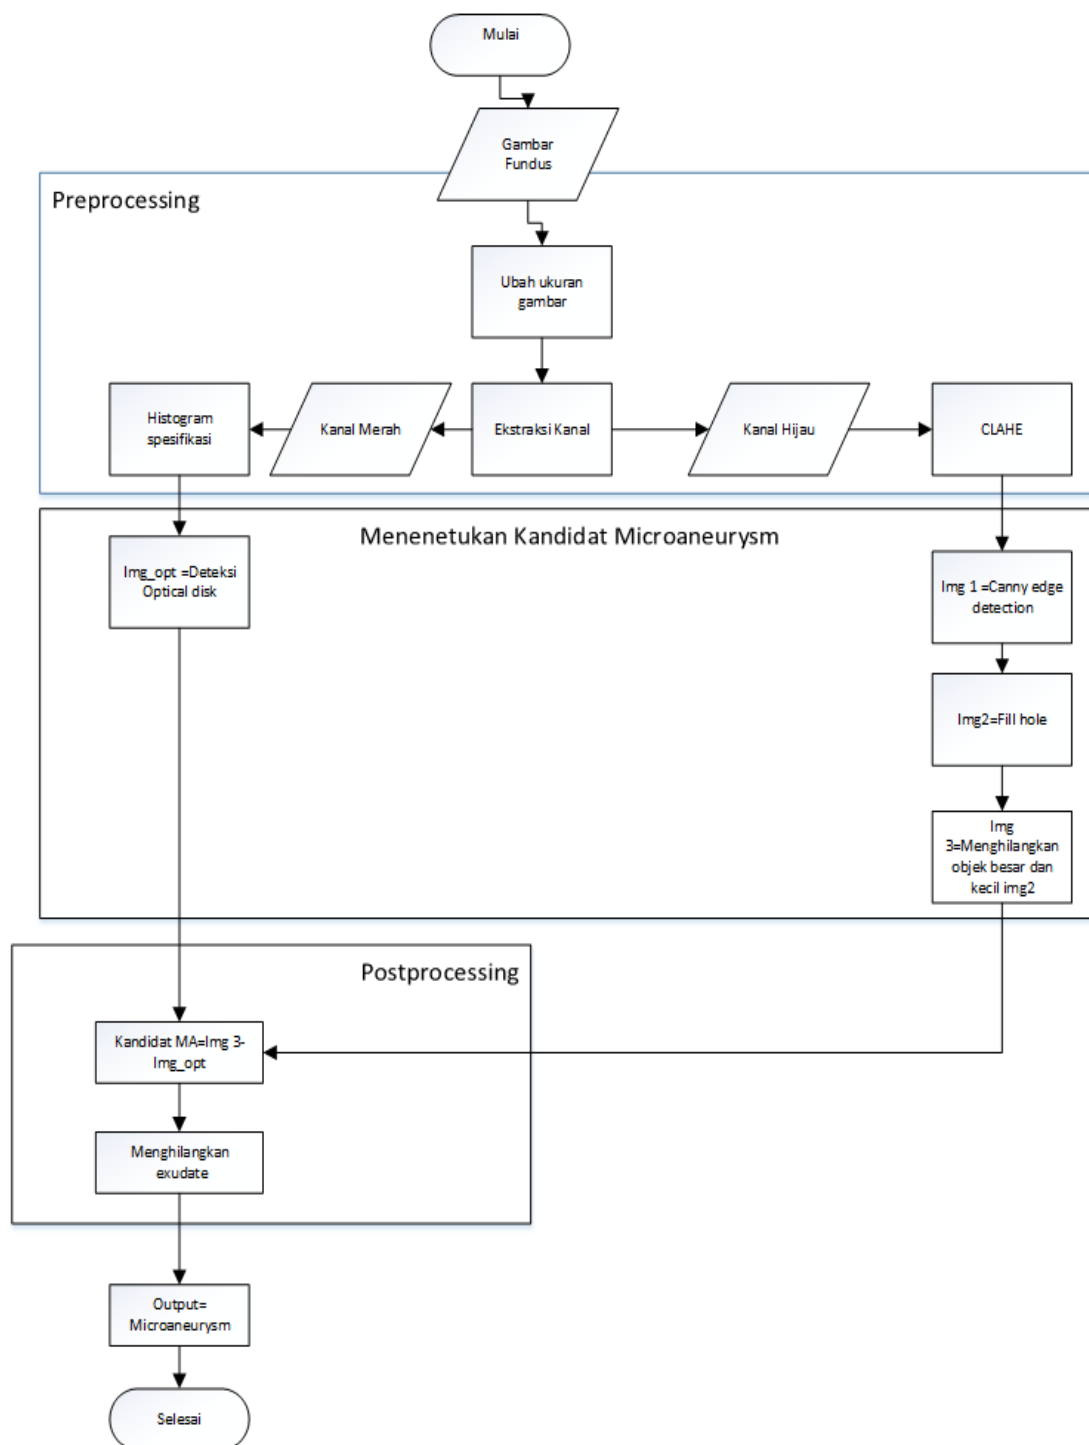 Mulai
Gambar
Fundus
Preprocessing
Ubah ukuran
gambar
Histogram
spesifikasi
Kanal Merah
Ekstraksi Kanal
Kanal Hijau
CLAHE
Menenetukan Kandidat Microaneurysm
Img_opt =Deteksi
Optical disk
Img 1 =Canny edge
detection
Img2=Fill hole
Img
3=Menghilangkan
objek besar dan
kecil img2
Postprocessing
Kandidat MA=Img 3-
Img_opt
Menghilangkan
exudate
Output=
Microaneurysm
Selesai